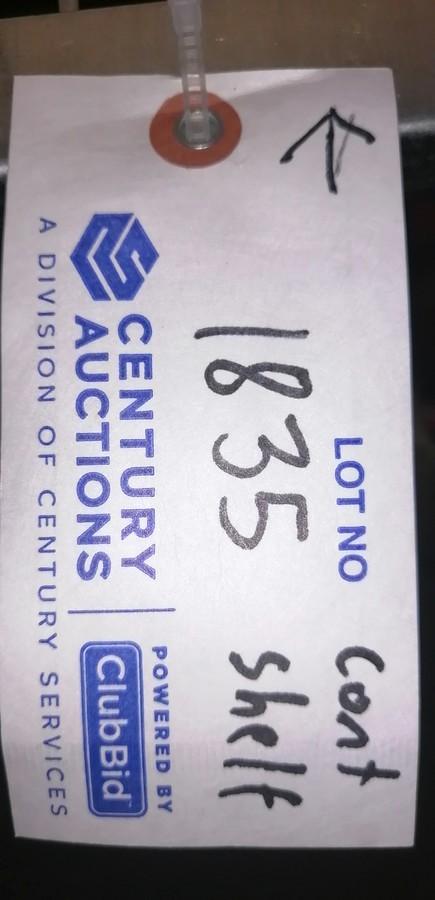 LOT NO cont
1835 shelf
CENTURY
AUCTIONS
POWERED BY
ClubBid
A DIVISION OF CENTURY SERVICES